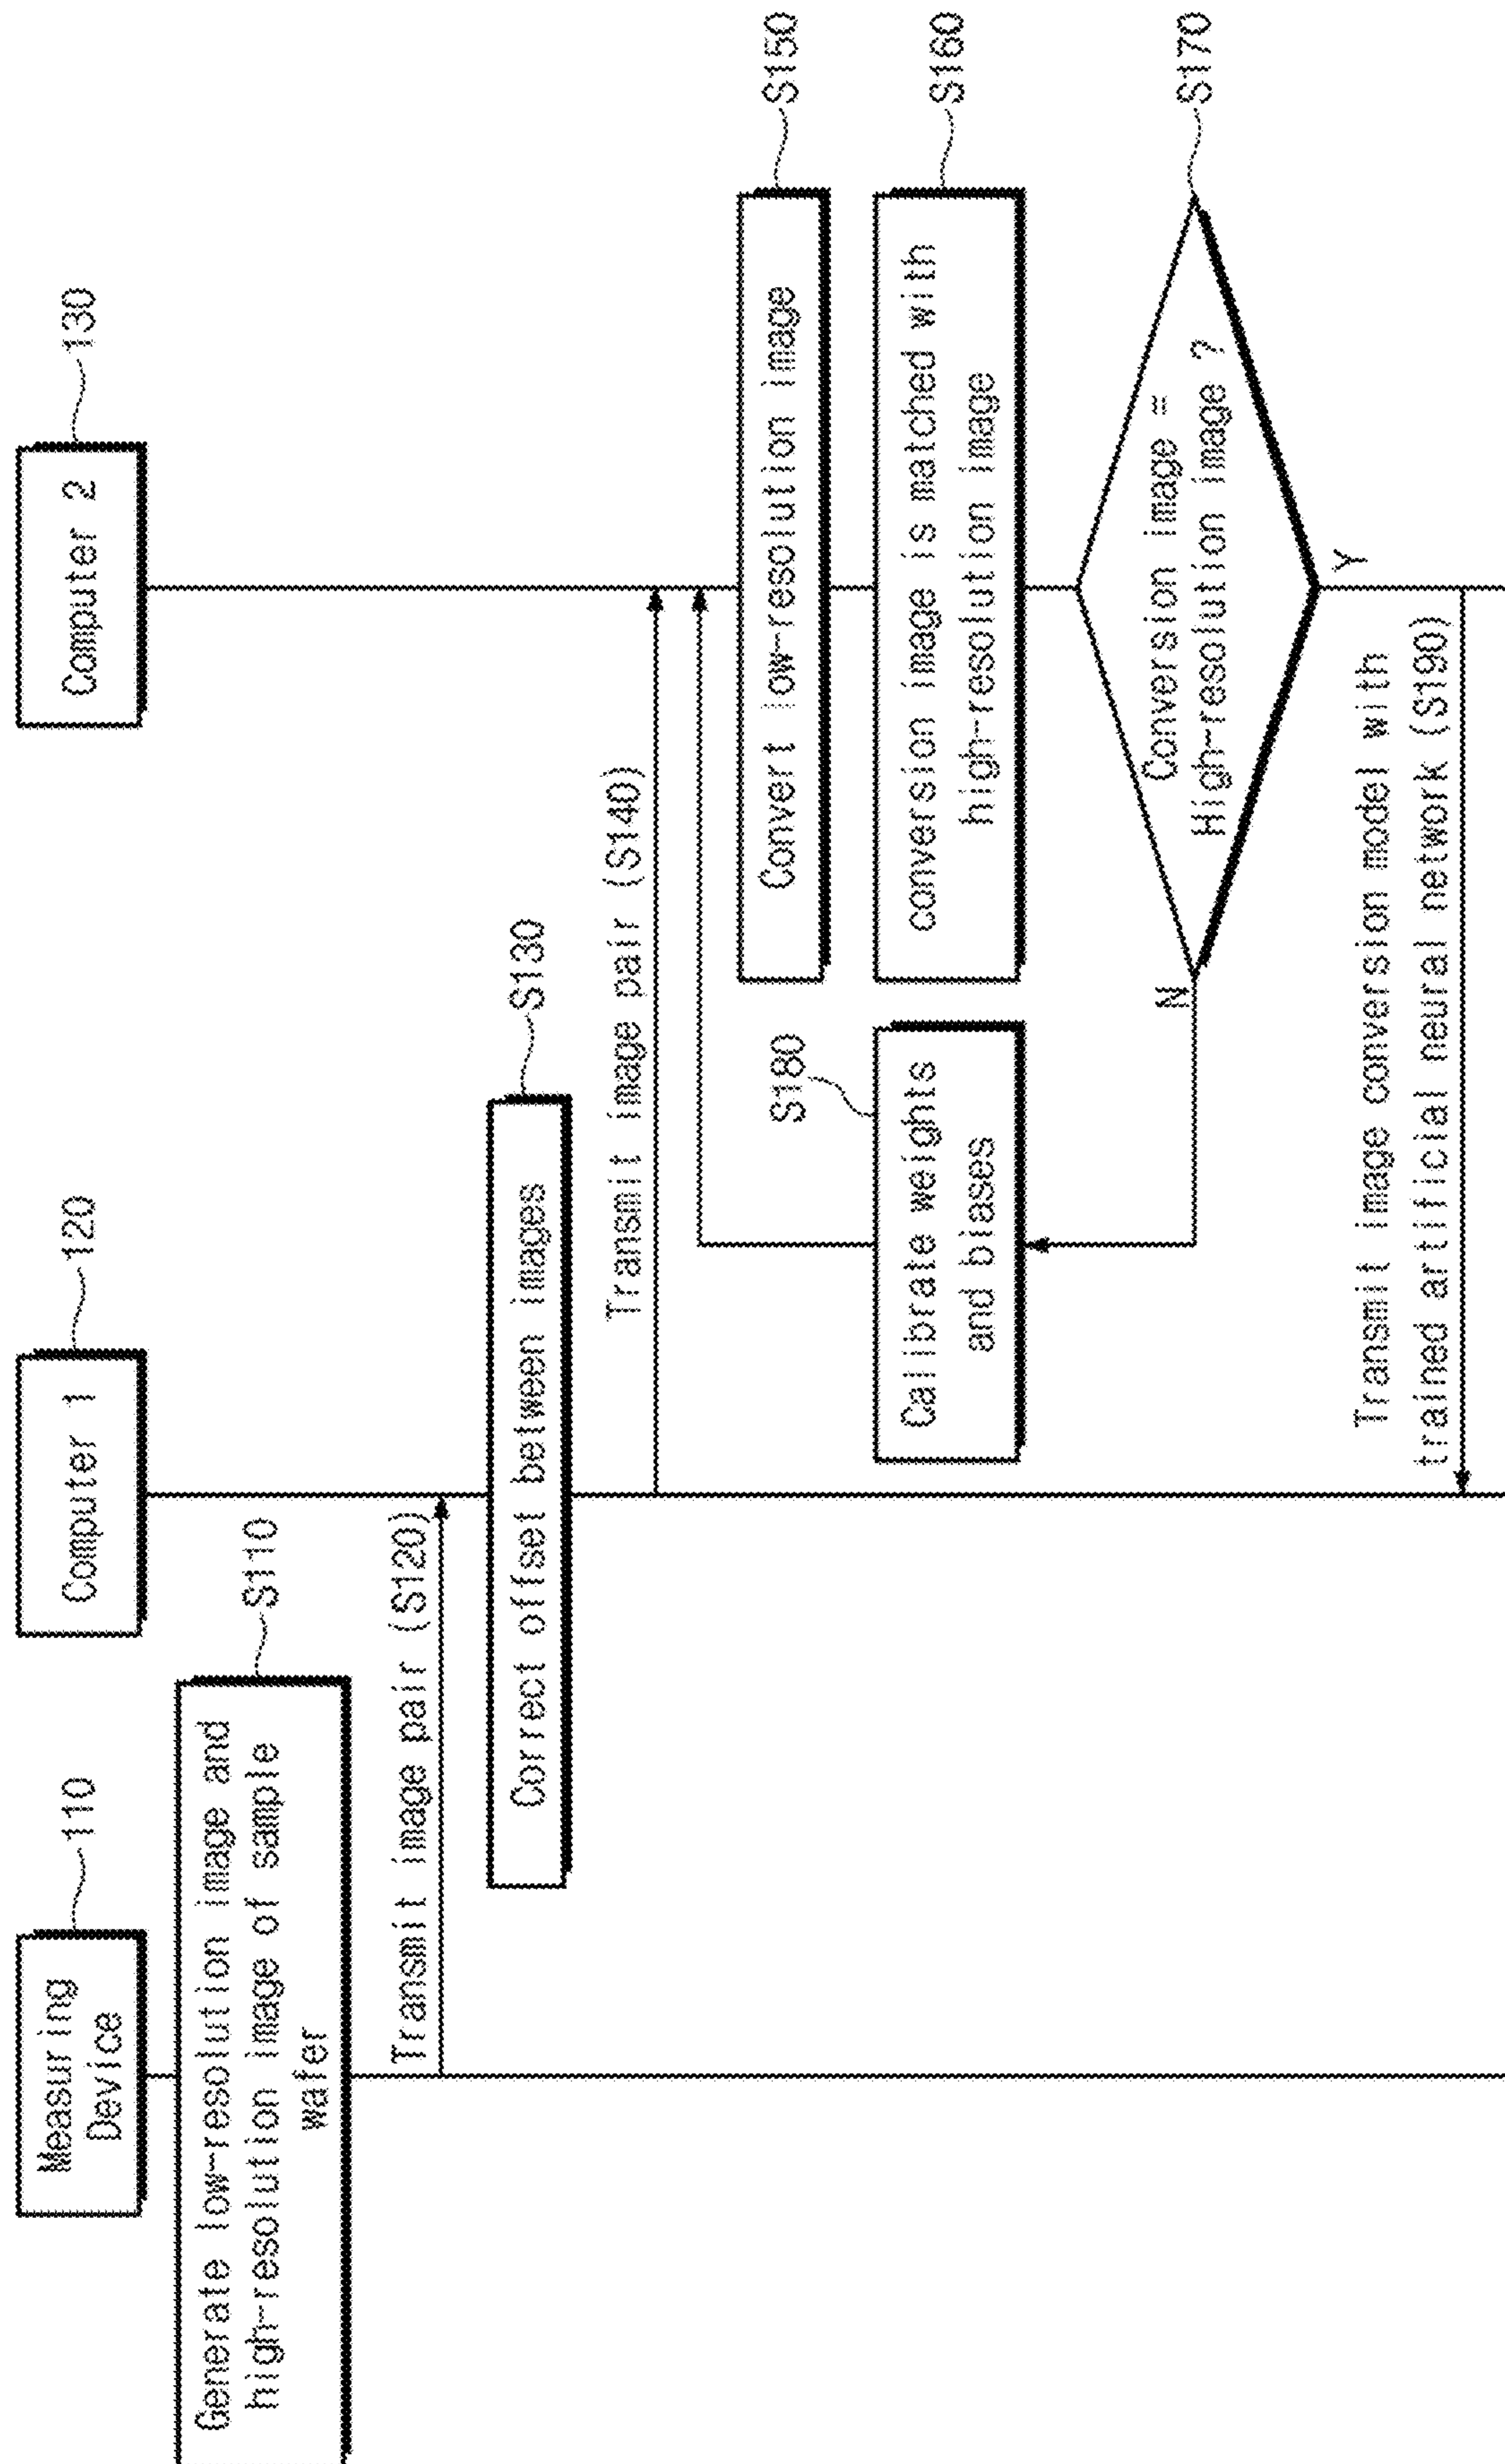 Measuring
Device
110
Computer 1
120
Computer 2
130
Generate low-resolution image and
high-resolution image of sample
wafer
S110
Transmit image pair (S120)
Correct offset between images
S130
Transmit image pair (S140)
Convert low-resolution image
S150
conversion image is matched with
high-resolution image
S160
Calibrate weights
and biases
S180
Conversion image =
High-resolution image ?
S170
N
Y
Transmit image conversion model with
trained artificial neural network (S190)